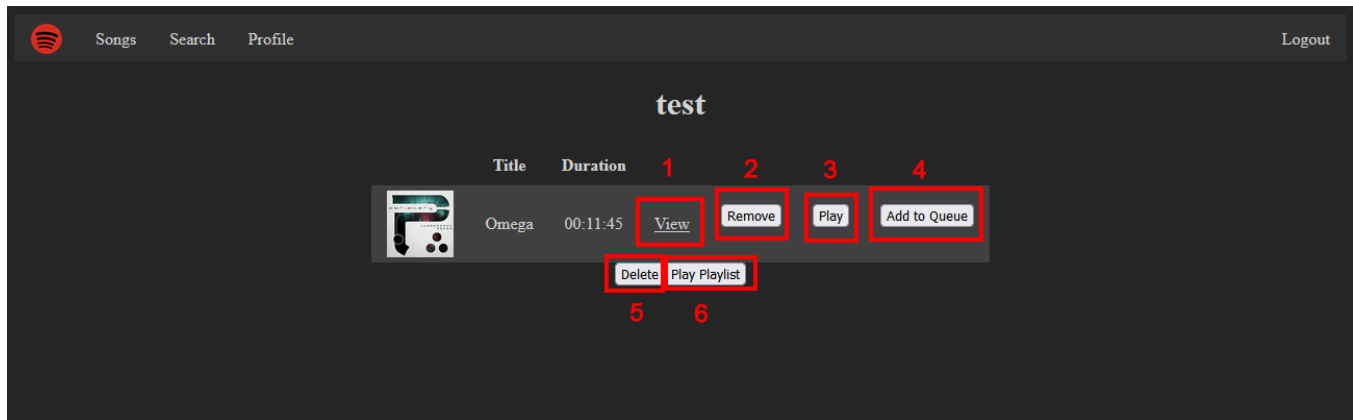 Songs Search Profile Logout
test
Title Duration 1 2 3 4
Omega 00:11:45 View Remove Play Add to Queue
Delete Play Playlist
5 6